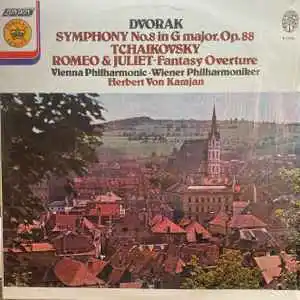 LONDON
DVORAK
SYMPHONY No.8 in G major, Op. 88
TCHAIKOVSKY
ROMEO & JULIET-Fantasy Overture
Vienna Philharmonic · Wiener Philharmoniker
Herbert Von Karajan